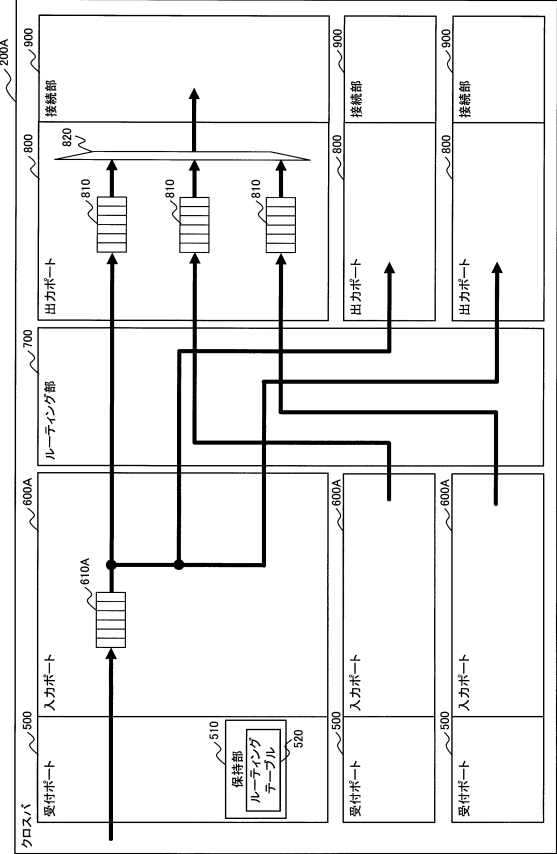 200A
クロスバ
500
受付ポート
510
保持部
ルーティング
テーブル
520
600A
入力ポート
610A
700
ルーティング部
800
出力ポート
810
810
810
820
900
接続部
500
受付ポート
600A
入力ポート
800
出力ポート
900
接続部
500
受付ポート
600A
入力ポート
800
出力ポート
900
接続部